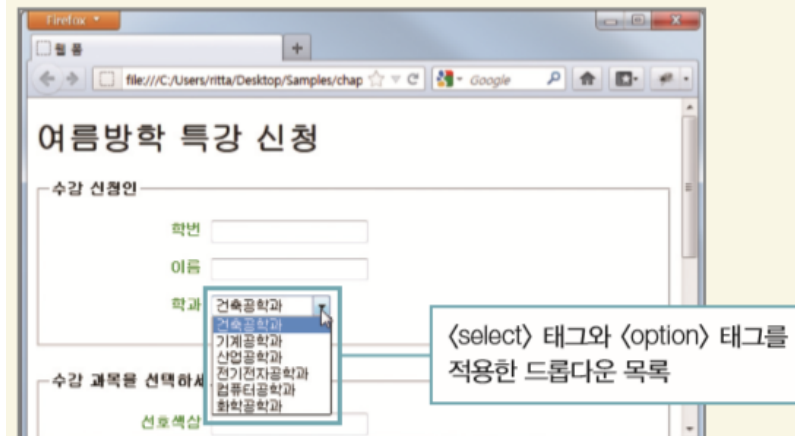 Firefox
웹 폼
file:///C:/Users/ritta/Desktop/Samples/chap
Google
여름방학 특강 신청
수강 신청인
학번
이름
학과 건축공학과
건축공학과
기계공학과
산업공학과
전기전자공학과
컴퓨터공학과
화학공학과
〈select〉 태그와 〈option〉 태그를
적용한 드롭다운 목록
수강 과목을 선택하세
선호색상